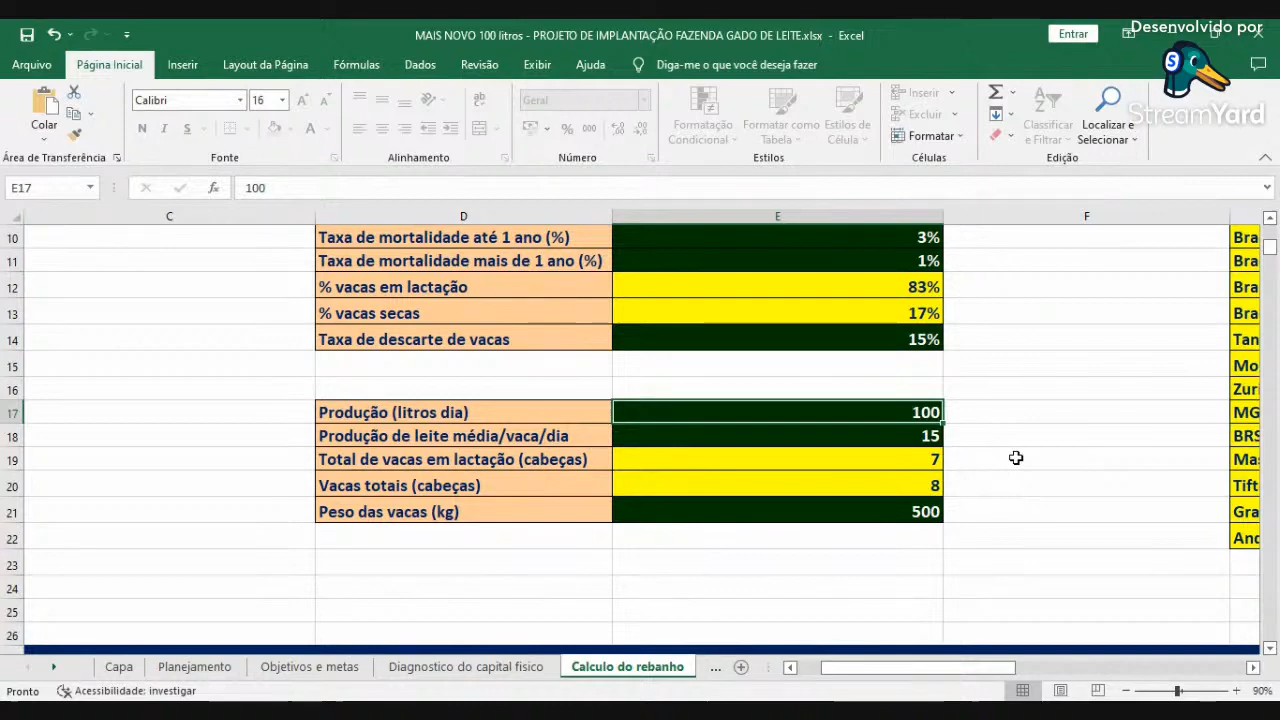 Desenvolvido por
StreamYard
MAIS NOVO 100 litros - PROJETO DE IMPLANTAÇÃO FAZENDA GADO DE LEITE.xlsx - Excel
Entrar
Arquivo
Página Inicial
Inserir
Layout da Página
Fórmulas
Dados
Revisão
Exibir
Ajuda
Diga-me o que você deseja fazer
Colar
Área de Transferência
Calibri
16
N I S
Fonte
Alinhamento
Geral
% 000
Número
Formatação Condicional
Formatar como Tabela
Estilos de Célula
Estilos
Inserir
Excluir
Formatar
Células
Classificar e Filtrar
Localizar e Selecionar
Edição
E17
fx
100
C D E F
10 Taxa de mortalidade até 1 ano (%) 3% Bra
11 Taxa de mortalidade mais de 1 ano (%) 1% Bra
12 % vacas em lactação 83% Bra
13 % vacas secas 17% Bra
14 Taxa de descarte de vacas 15% Tan
15 Mo
16 Zuri
17 Produção (litros dia) 100 MG
18 Produção de leite média/vaca/dia 15 BRS
19 Total de vacas em lactação (cabeças) 7 Mas
20 Vacas totais (cabeças) 8 Tift
21 Peso das vacas (kg) 500 Gra
22 And
23
24
25
26
Capa
Planejamento
Objetivos e metas
Diagnostico do capital fisico
Calculo do rebanho
...
Pronto
Acessibilidade: investigar
90%